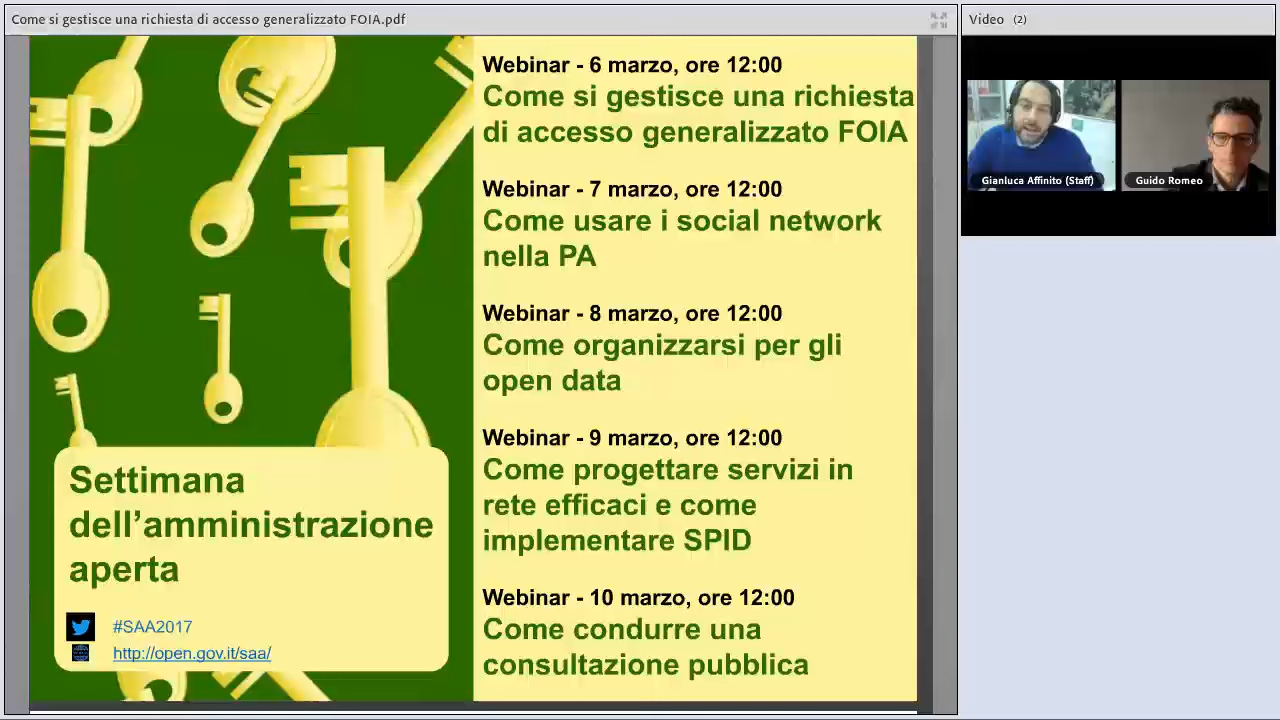 Come si gestisce una richiesta di accesso generalizzato FOIA.pdf
Webinar - 6 marzo, ore 12:00
Come si gestisce una richiesta
di accesso generalizzato FOIA
Webinar - 7 marzo, ore 12:00
Come usare i social network
nella PA
Webinar - 8 marzo, ore 12:00
Come organizzarsi per gli
open data
Webinar - 9 marzo, ore 12:00
Come progettare servizi in
rete efficaci e come
implementare SPID
Webinar - 10 marzo, ore 12:00
Come condurre una
consultazione pubblica
Settimana
dell’amministrazione
aperta
#SAA2017
http://open.gov.it/saa/
Video (2)
Gianluca Affinito (Staff)
Guido Romeo